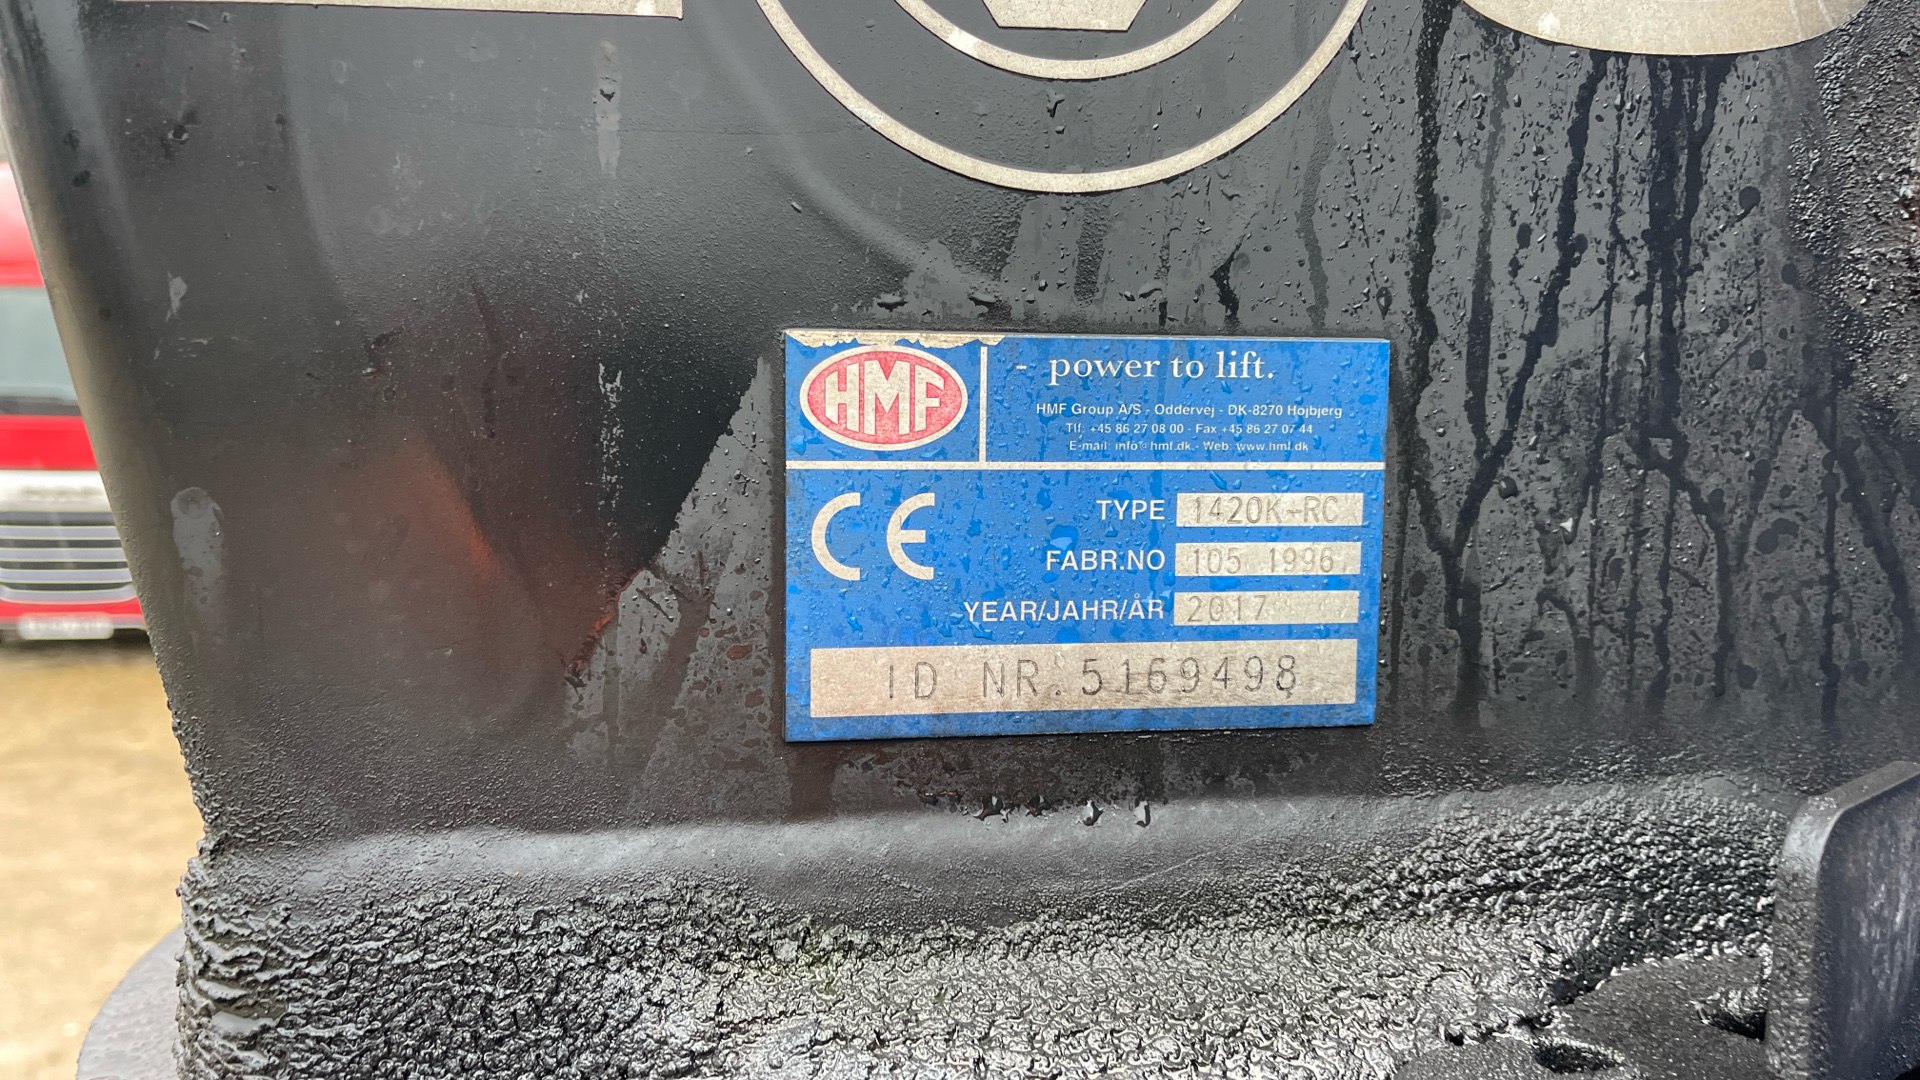 HMF
- power to lift.
HMF Group A/S - Oddervej - DK-8270 Hojbjerg
Tlf. +45 86 27 08 00 - Fax +45 86 27 07 44
E-mail: info@hmf.dk - Web: www.hmf.dk
CE
TYPE 1420K-RC
FABR.NO 105 1996
YEAR/JAHR/ÅR 2017
ID NR. 5169498